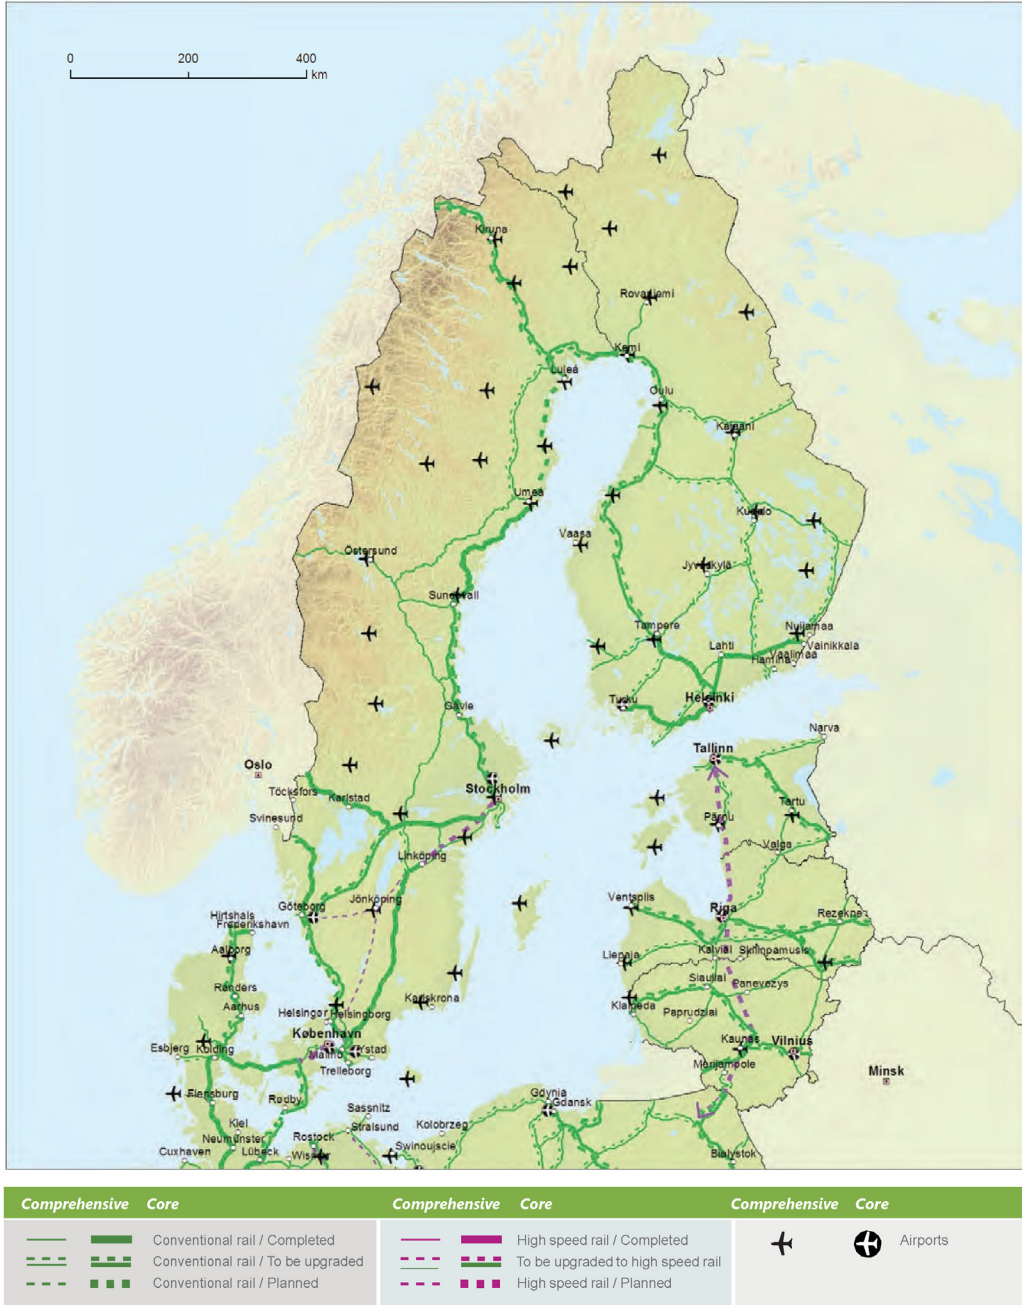 0 200 400
km
Kiruna
Rovaniemi
Kemi
Luleå
Oulu
Kajaani
Umeå
Kuopio
Vaasa
Östersund
Jyväskylä
Sundsvall
Tampere
Nuijamaa
Lahti
Vainikkala
Vaalimaa
Hamina
Turku
Helsinki
Gävle
Narva
Tallinn
Oslo
Stockholm
Töcksfors
Karlstad
Tartu
Svinesund
Pärnu
Valga
Linköping
Jönköping
Ventspils
Göteborg
Riga
Rezekne
Hirtshals
Frederikshavn
Aalborg
Kalviai
Skilinpamusis
Liepaja
Siauliai
Panevezys
Randers
Karlskrona
Klaipeda
Aarhus
Helsingør
Helsingborg
Paprudziai
København
Kaunas
Vilnius
Esbjerg
Kolding
Malmö
Ystad
Trelleborg
Marijampole
Minsk
Flensburg
Rødby
Gdynia
Gdansk
Sassnitz
Kiel
Stralsund
Kolobrzeg
Neumünster
Rostock
Swinoujscie
Cuxhaven
Lübeck
Wismar
Bialystok
Comprehensive Core
Comprehensive Core
Comprehensive Core
Conventional rail / Completed
Conventional rail / To be upgraded
Conventional rail / Planned
High speed rail / Completed
To be upgraded to high speed rail
High speed rail / Planned
Airports